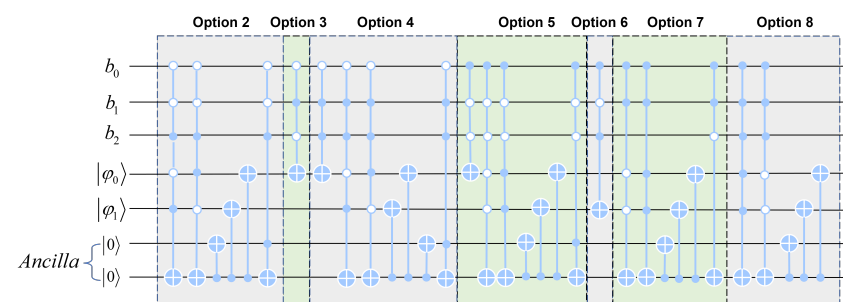 Option 2 Option 3 Option 4 Option 5 Option 6 Option 7 Option 8
b₀
b₁
b₂
|φ₀⟩
|φ₁⟩
|0⟩
Ancilla
|0⟩